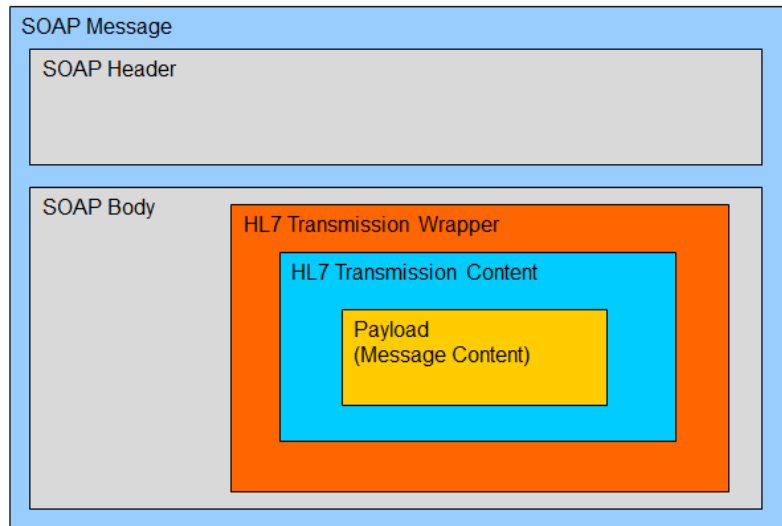 SOAP Message
SOAP Header
SOAP Body
HL7 Transmission Wrapper
HL7 Transmission Content
Payload
(Message Content)